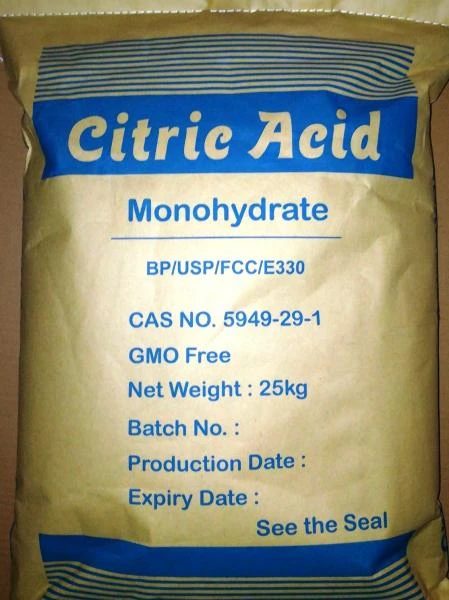 Citric Acid
Monohydrate
BP/USP/FCC/E330
CAS NO. 5949-29-1
GMO Free
Net Weight : 25kg
Batch No. :
Production Date :
Expiry Date :
See the Seal